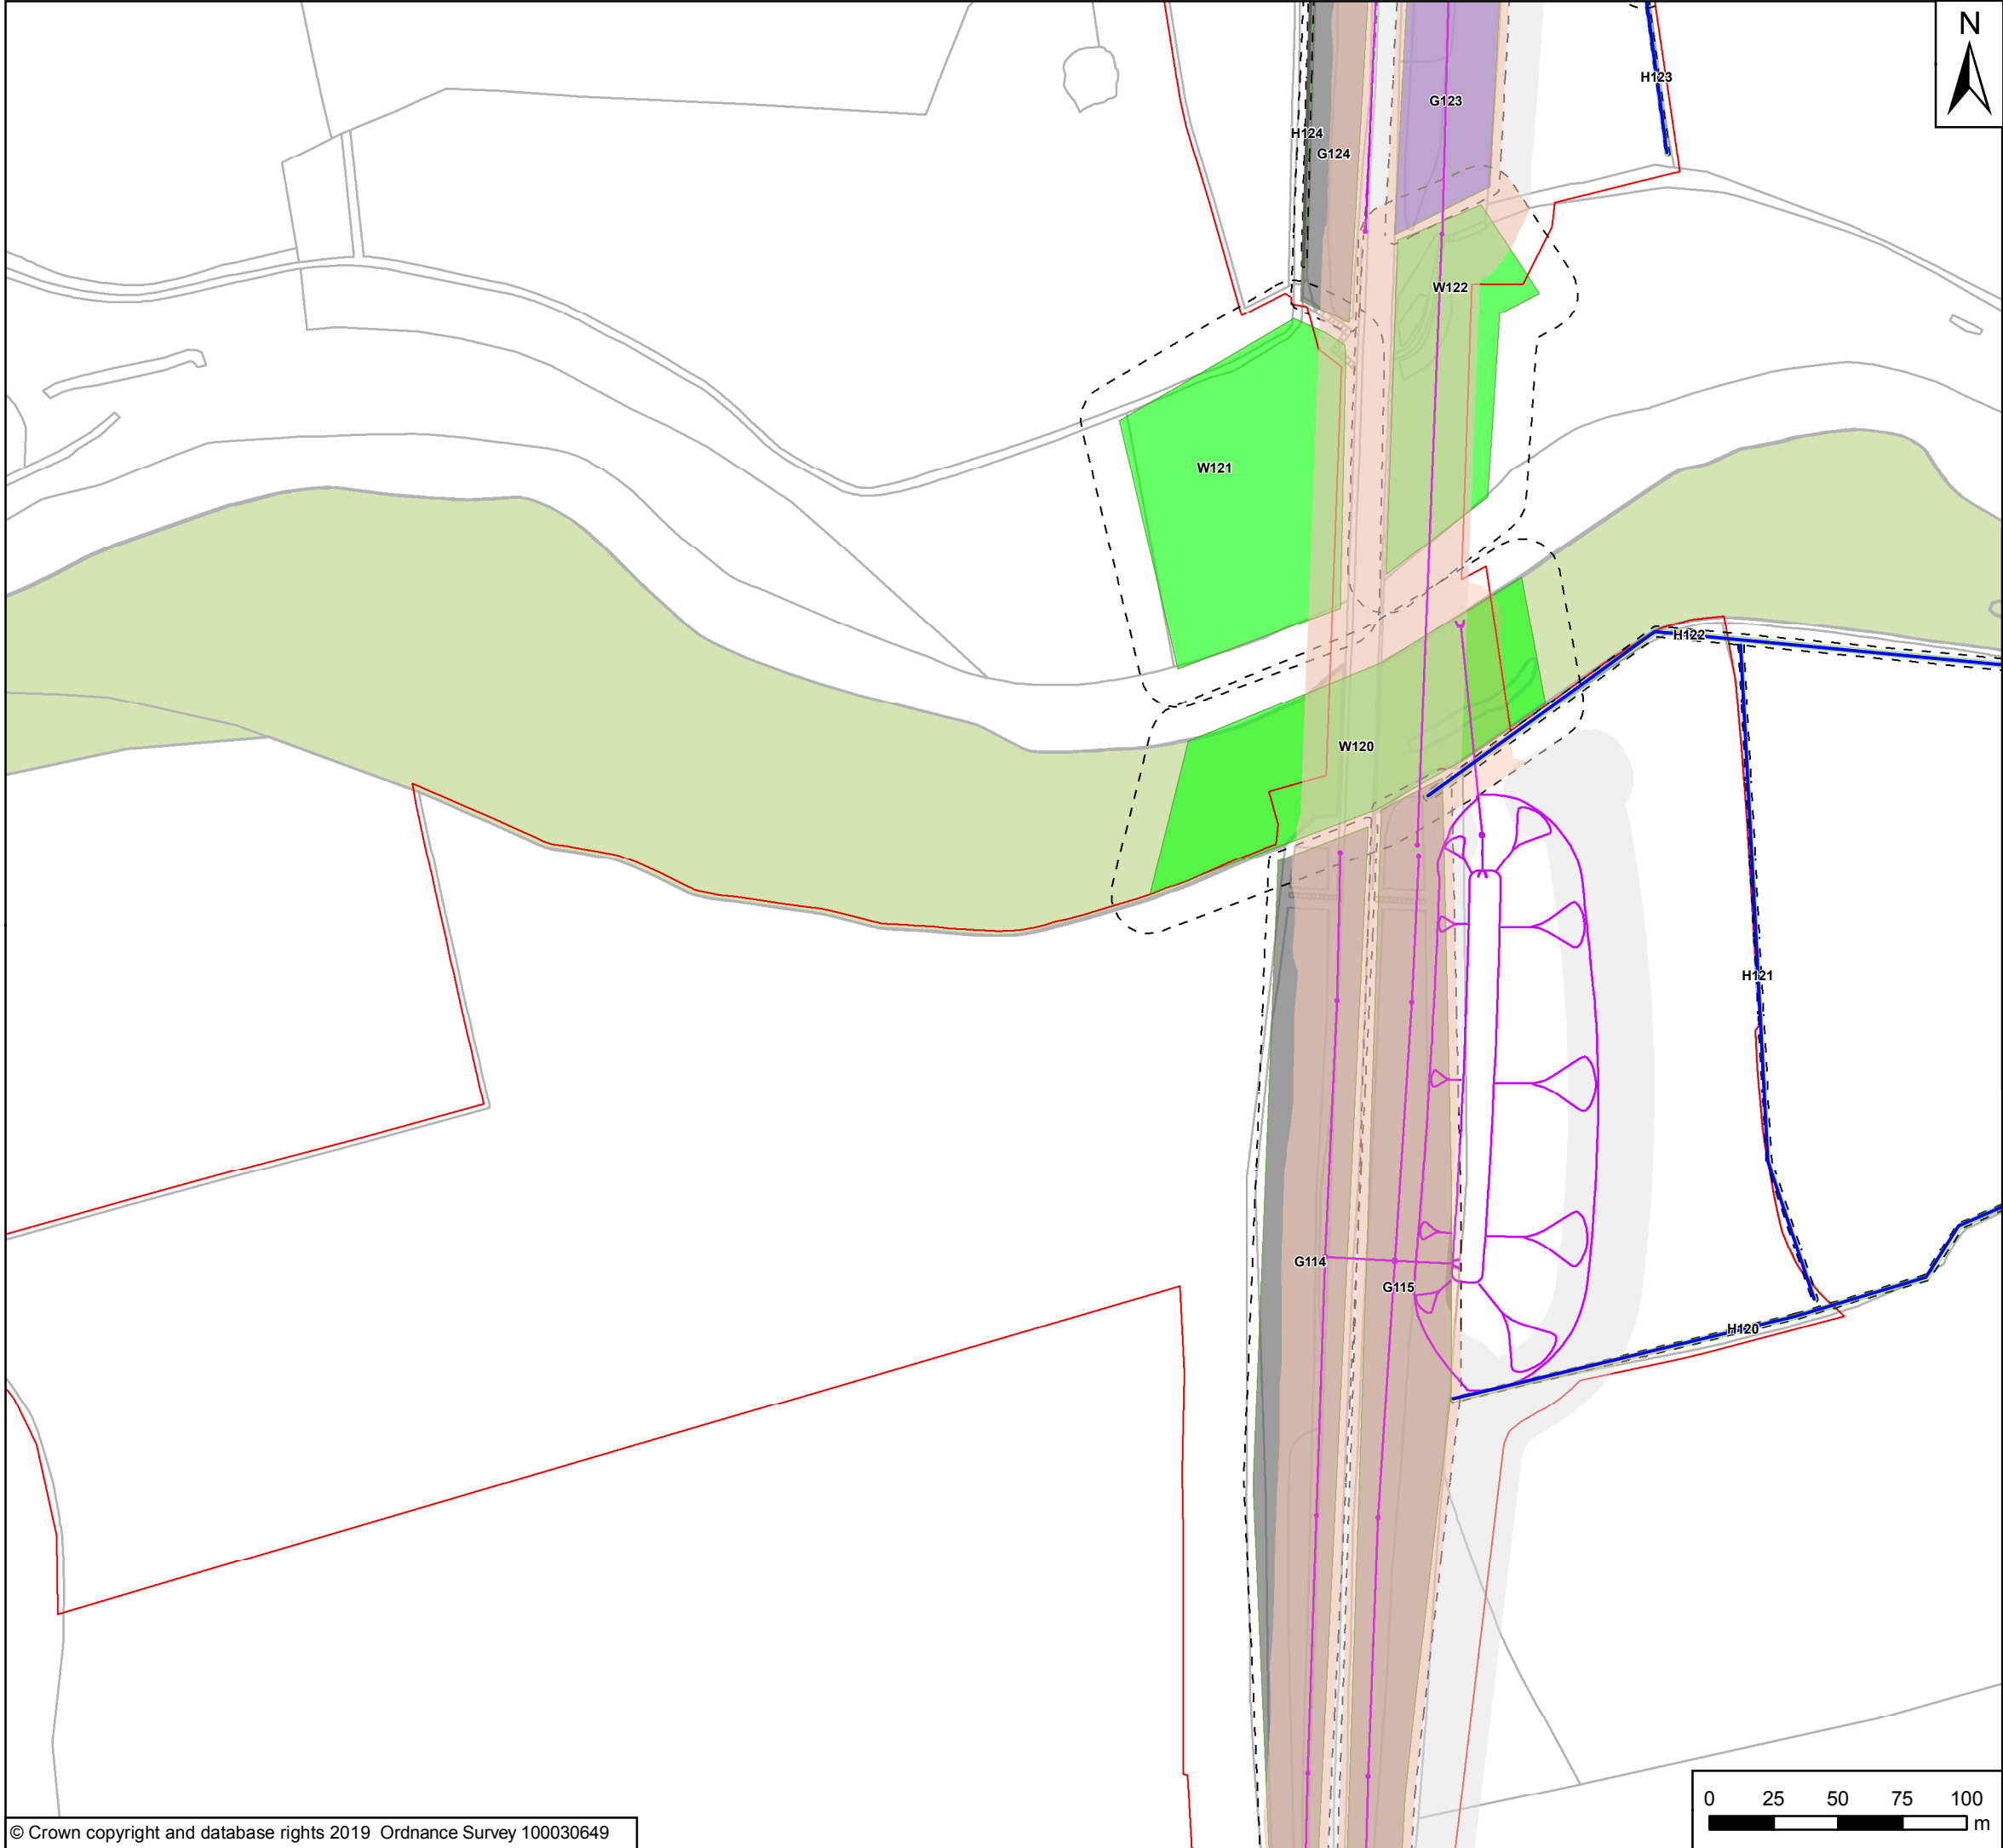 N
H123
G123
H124
G124
W122
W121
H122
W120
H121
G114
G115
H120
0 25 50 75 100
m
© Crown copyright and database rights 2019 Ordnance Survey 100030649